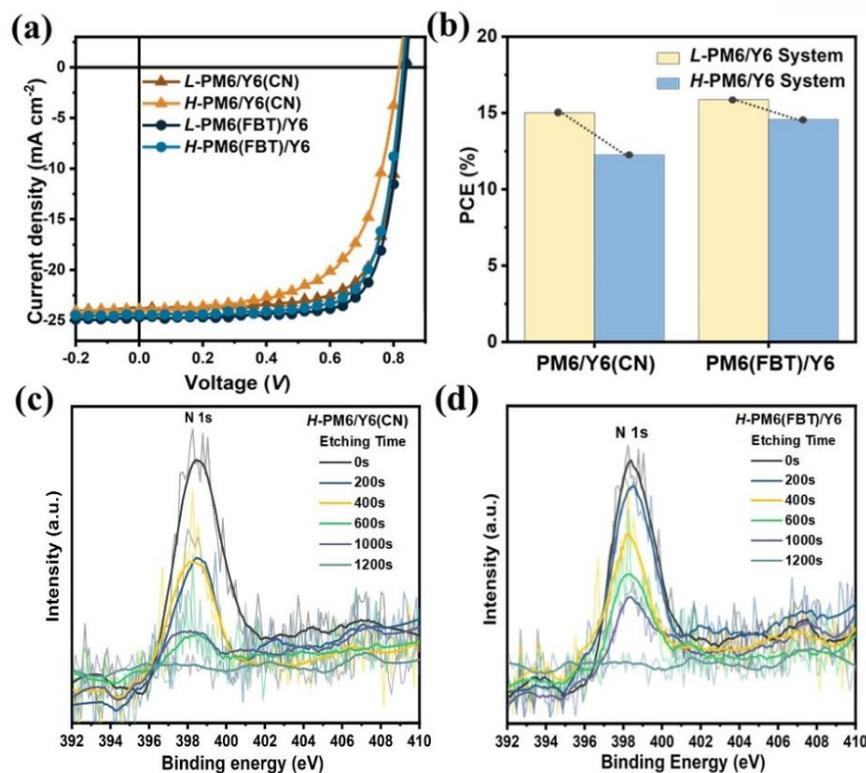 (a)
0
-5
-10
-15
-20
-25
Current density (mA cm⁻²)
L-PM6/Y6(CN)
H-PM6/Y6(CN)
L-PM6(FBT)/Y6
H-PM6(FBT)/Y6
-0.2 0.0 0.2 0.4 0.6 0.8
Voltage (V)
(b)
20
15
10
5
0
PCE (%)
L-PM6/Y6 System
H-PM6/Y6 System
PM6/Y6(CN) PM6(FBT)/Y6
(c)
N 1s
H-PM6/Y6(CN)
Etching Time
0s
200s
400s
600s
1000s
1200s
Intensity (a.u.)
392 394 396 398 400 402 404 406 408 410
Binding energy (eV)
(d)
N 1s
H-PM6(FBT)/Y6
Etching Time
0s
200s
400s
600s
1000s
1200s
Intensity (a.u.)
392 394 396 398 400 402 404 406 408 410
Binding Energy (eV)